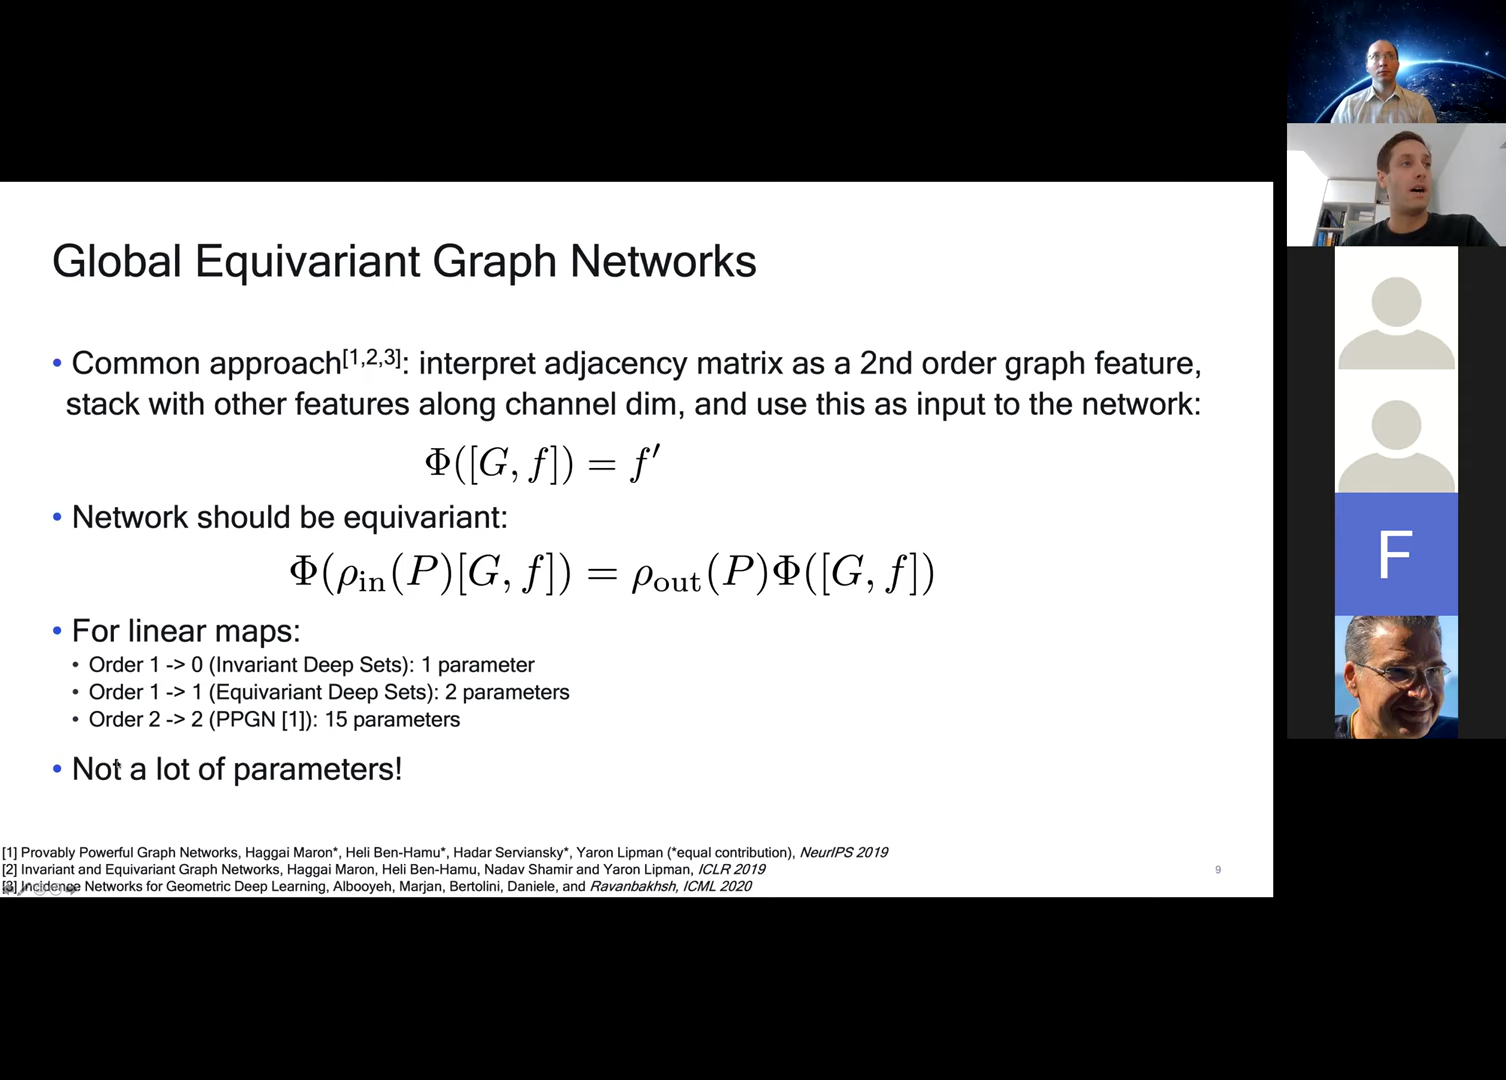 Global Equivariant Graph Networks
• Common approach[1,2,3]: interpret adjacency matrix as a 2nd order graph feature,
stack with other features along channel dim, and use this as input to the network:
Φ([G, f]) = f′
• Network should be equivariant:
Φ(ρin(P)[G, f]) = ρout(P)Φ([G, f])
• For linear maps:
• Order 1 -> 0 (Invariant Deep Sets): 1 parameter
• Order 1 -> 1 (Equivariant Deep Sets): 2 parameters
• Order 2 -> 2 (PPGN [1]): 15 parameters
• Not a lot of parameters!
[1] Provably Powerful Graph Networks, Haggai Maron*, Heli Ben-Hamu*, Hadar Serviansky*, Yaron Lipman (*equal contribution), NeurIPS 2019
[2] Invariant and Equivariant Graph Networks, Haggai Maron, Heli Ben-Hamu, Nadav Shamir and Yaron Lipman, ICLR 2019
[3] Incidence Networks for Geometric Deep Learning, Albooyeh, Marjan, Bertolini, Daniele, and Ravanbakhsh, ICML 2020
9
F